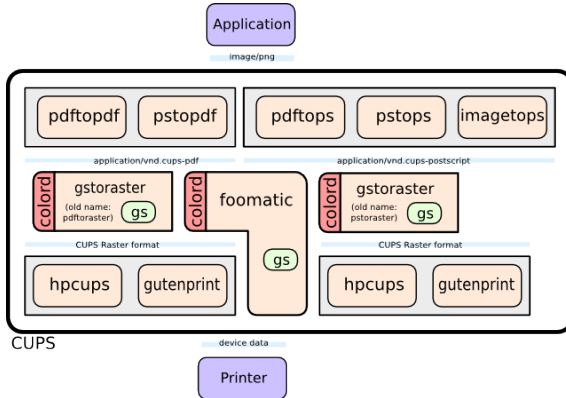 Application
image/png
pdftopdf
pstopdf
pdftops
pstops
imagetops
application/vnd.cups-pdf
application/vnd.cups-postscript
colord
gstoraster
(old name:
pdftoraster)
gs
colord
foomatic
gs
colord
gstoraster
(old name:
pstoraster)
gs
CUPS Raster format
CUPS Raster format
hpcups
gutenprint
hpcups
gutenprint
CUPS
device data
Printer